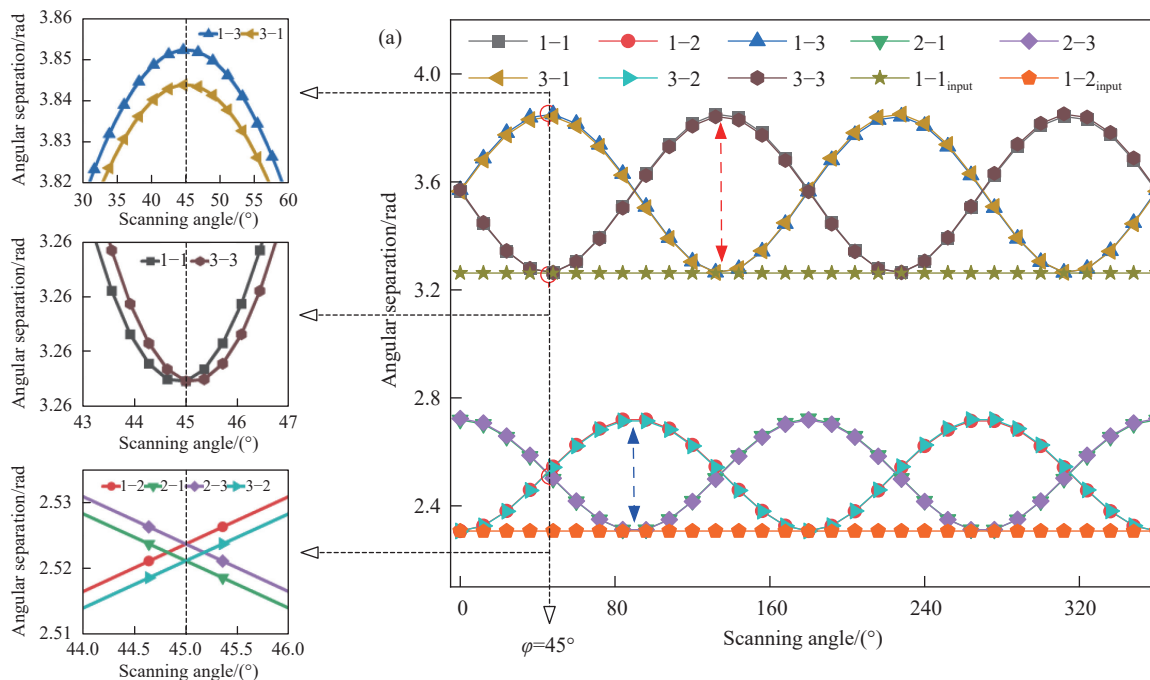 3.86
3.85
3.84
3.83
3.82
Angular separation/rad
1−3 3−1
30 35 40 45 50 55 60
Scanning angle/(°)
3.26
3.26
3.26
3.26
Angular separation/rad
1−1 3−3
43 44 45 46 47
Scanning angle/(°)
2.53
2.52
2.51
Angular separation/rad
1−2 2−1 2−3 3−2
44.0 44.5 45.0 45.5 46.0
Scanning angle/(°)
(a)
1−1 1−2 1−3 2−1 2−3
3−1 3−2 3−3 1−1input 1−2input
4.0
3.6
3.2
2.8
2.4
Angular separation/rad
0 80 160 240 320
Scanning angle/(°)
φ=45°